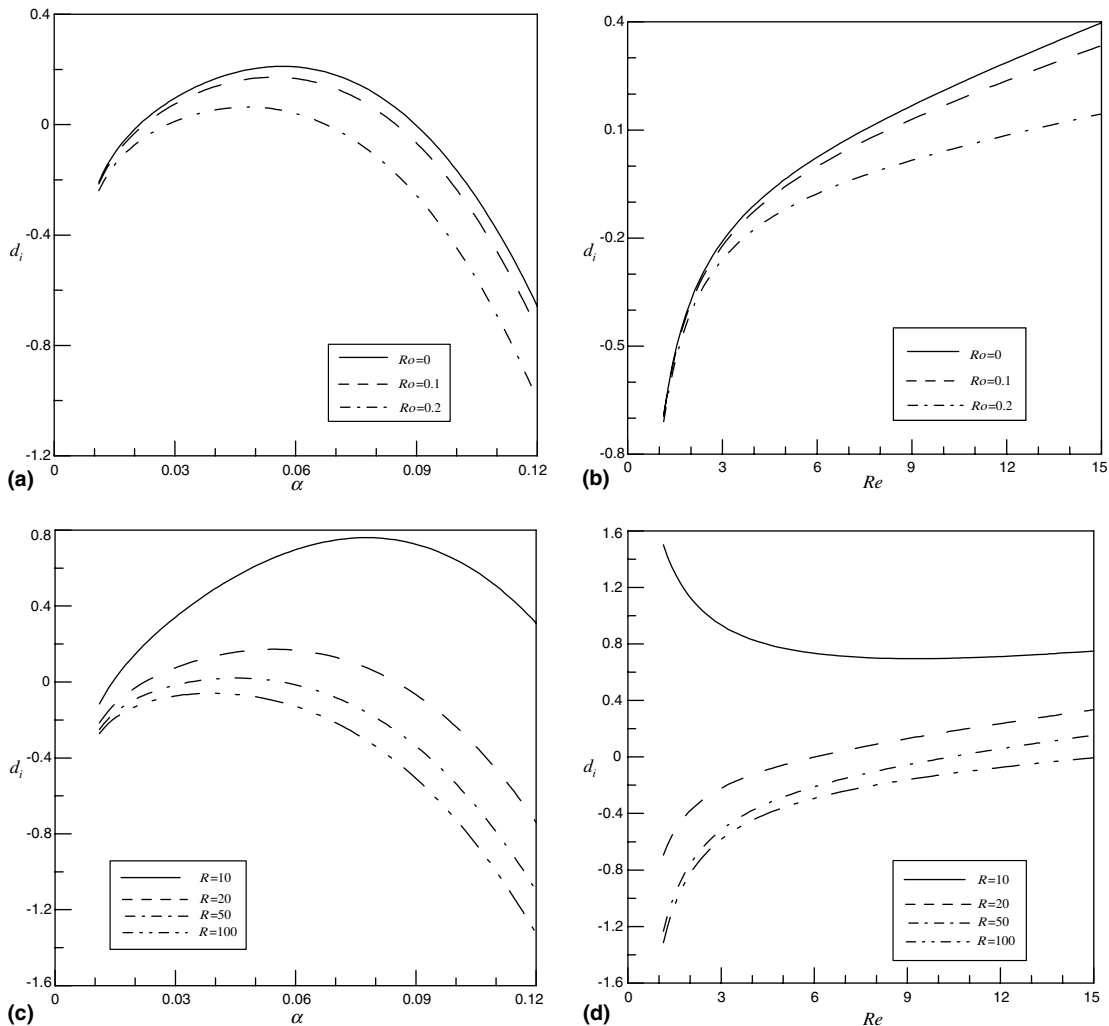 0.4
0
-0.4
-0.8
-1.2
d_i
0
0.03
0.06
0.09
0.12
α
Ro=0
Ro=0.1
Ro=0.2
(a)
0.4
0.1
-0.2
-0.5
-0.8
d_i
0
3
6
9
12
15
Re
Ro=0
Ro=0.1
Ro=0.2
(b)
0.8
0.4
0
-0.4
-0.8
-1.2
-1.6
d_i
0
0.03
0.06
0.09
0.12
α
R=10
R=20
R=50
R=100
(c)
1.6
1.2
0.8
0.4
0
-0.4
-0.8
-1.2
-1.6
d_i
0
3
6
9
12
15
Re
R=10
R=20
R=50
R=100
(d)